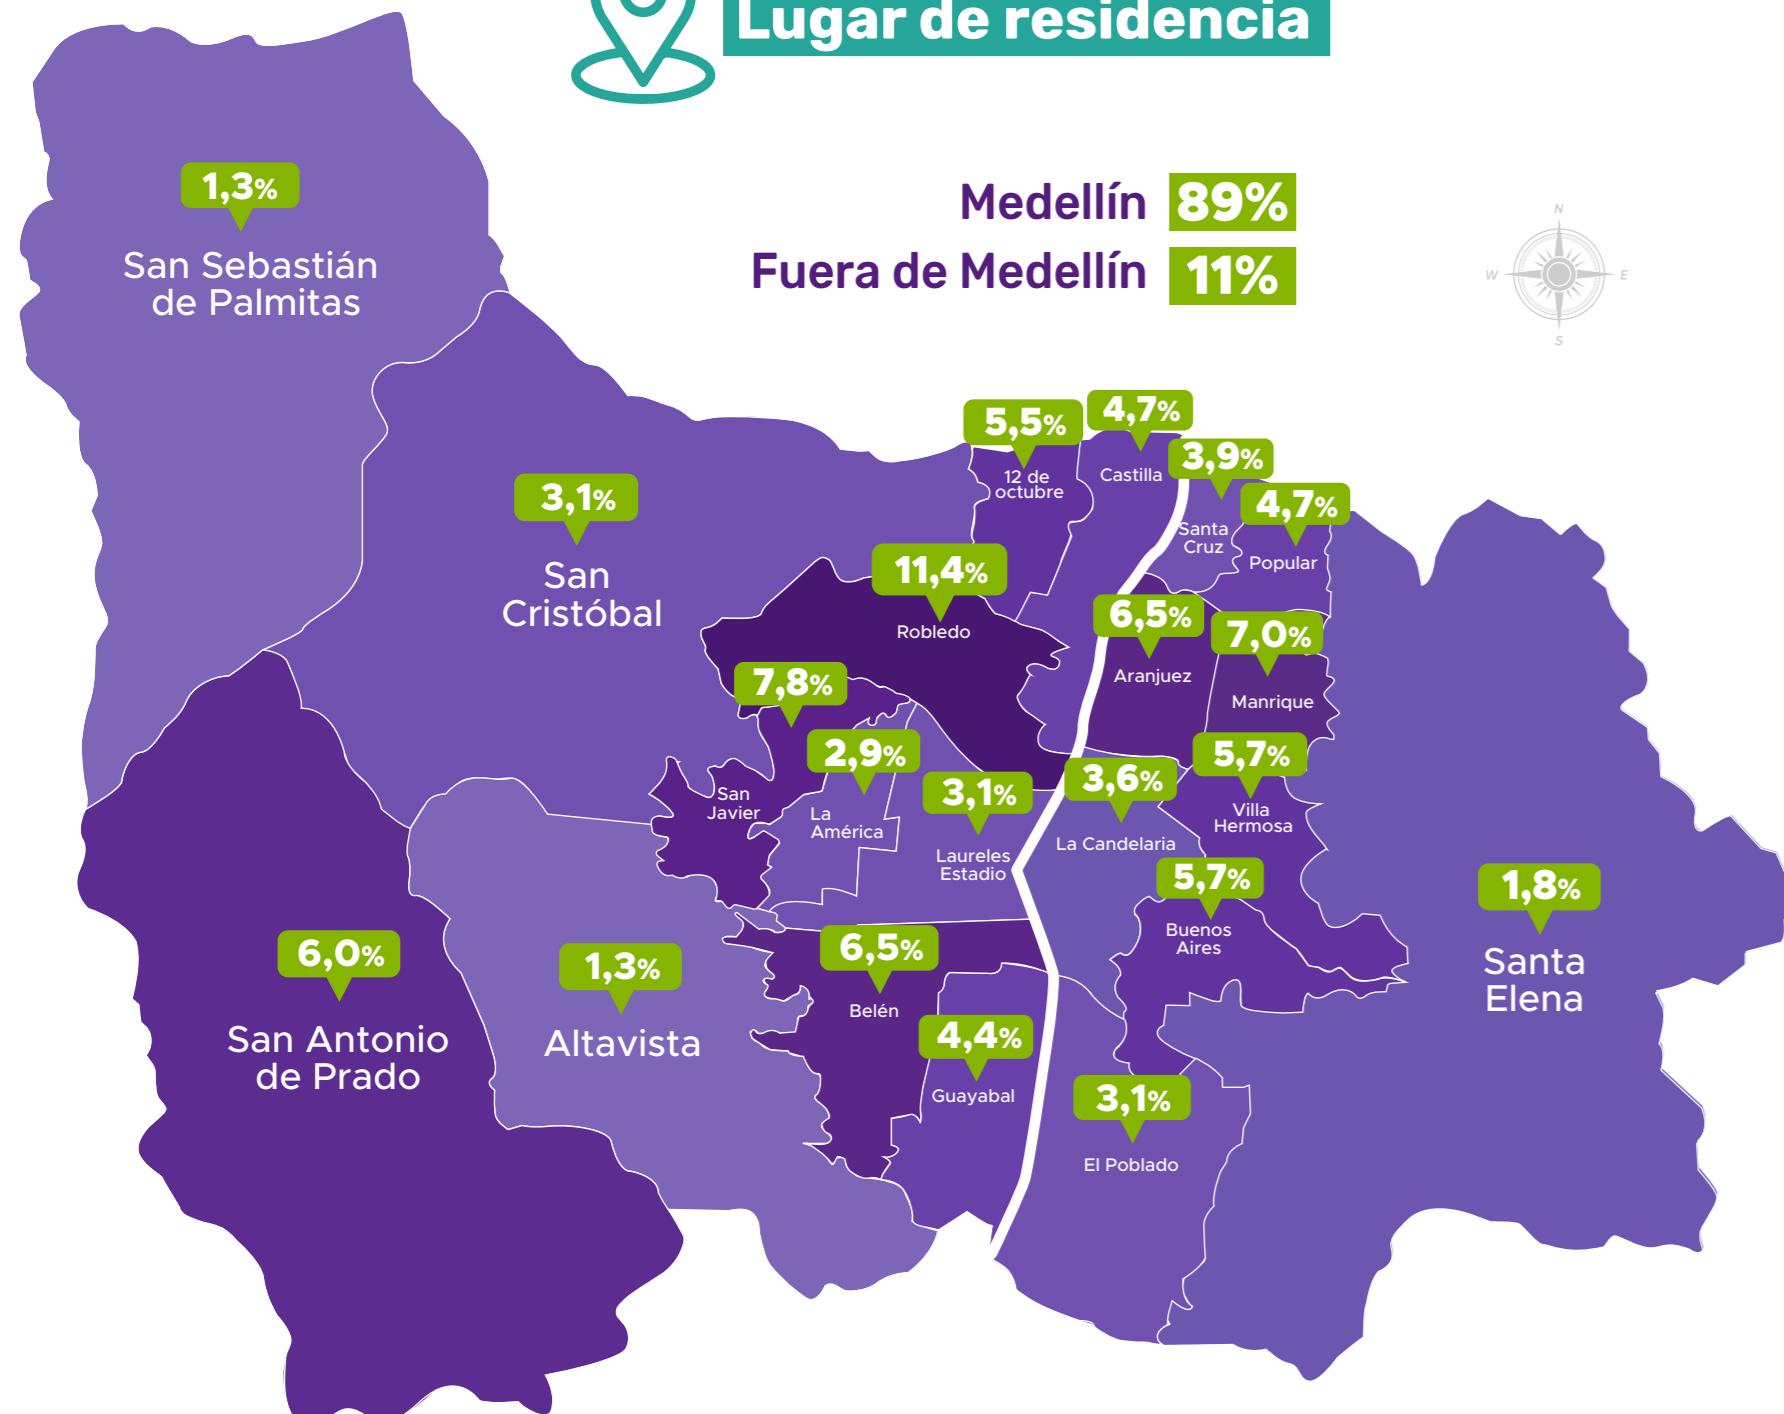 Lugar de residencia
Medellín 89%
Fuera de Medellín 11%
N
W
E
S
1,3%
San Sebastián
de Palmitas
3,1%
San
Cristóbal
5,5%
12 de
octubre
4,7%
Castilla
3,9%
Santa
Cruz
4,7%
Popular
11,4%
Robledo
6,5%
Aranjuez
7,0%
Manrique
7,8%
San
Javier
2,9%
La
América
3,1%
Laureles
Estadio
3,6%
La Candelaria
5,7%
Villa
Hermosa
5,7%
Buenos
Aires
1,8%
Santa
Elena
6,0%
San Antonio
de Prado
1,3%
Altavista
6,5%
Belén
4,4%
Guayabal
3,1%
El Poblado